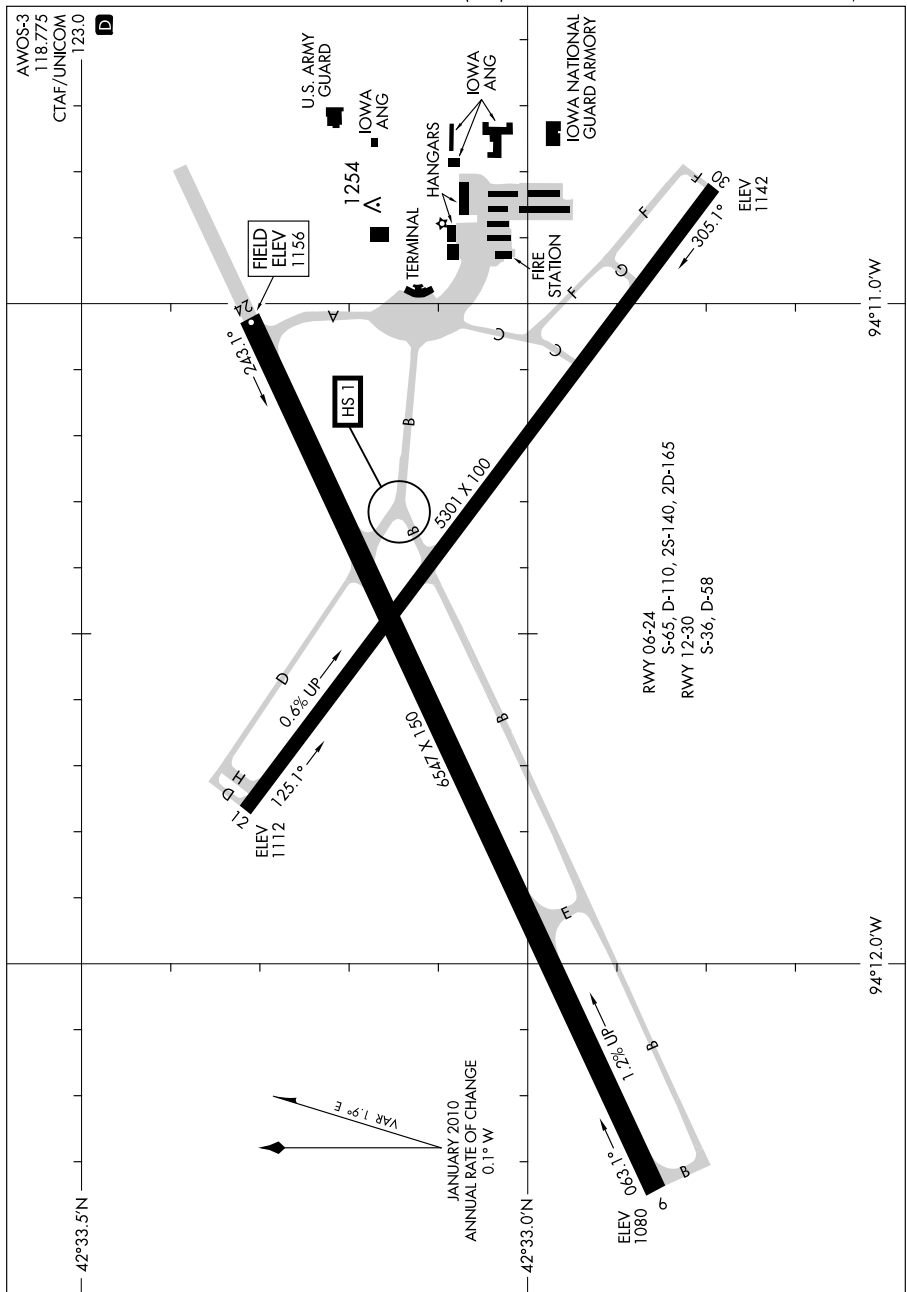 AWOS-3
118.775
CTAF/UNICOM
123.0
D
U.S. ARMY
GUARD
IOWA
ANG
1254
TERMINAL
HANGARS
IOWA
ANG
IOWA NATIONAL
GUARD ARMORY
FIRE
STATION
FIELD
ELEV
1156
24
243.1°
A
HS 1
B
B
C
C
F
F
F
G
30
305.1°
ELEV
1142
5301 X 100
D
0.6% UP
H
D
12
125.1°
ELEV
1112
6547 X 150
B
E
B
B
1.2% UP
063.1°
6
ELEV
1080
RWY 06-24
S-65, D-110, 2S-140, 2D-165
RWY 12-30
S-36, D-58
VAR 1.9° E
JANUARY 2010
ANNUAL RATE OF CHANGE
0.1° W
42°33.5'N
42°33.0'N
94°11.0'W
94°12.0'W